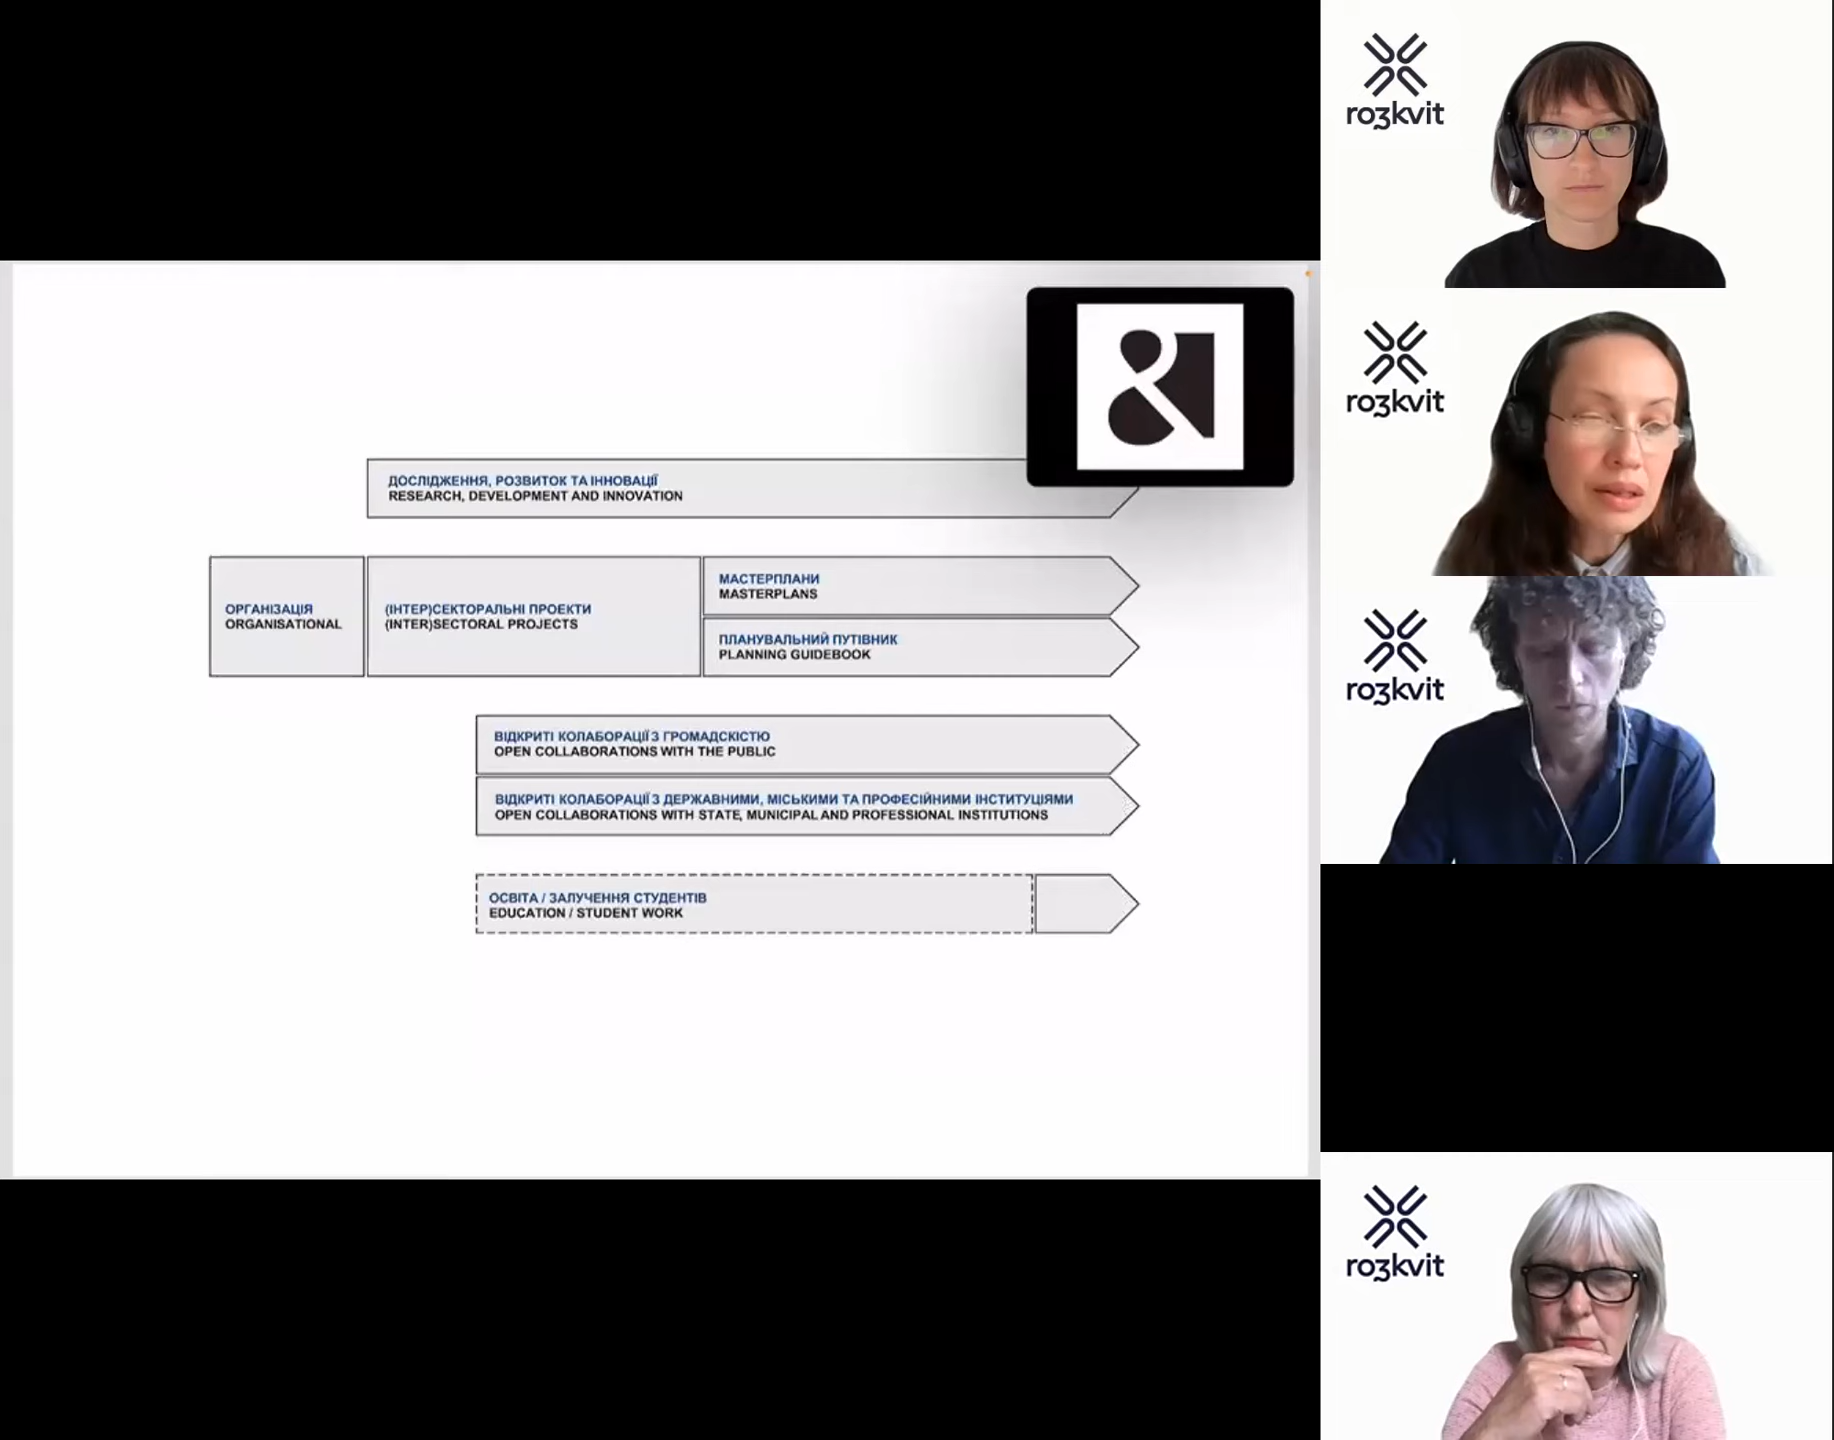 ДОСЛІДЖЕННЯ, РОЗВИТОК ТА ІННОВАЦІЇ
RESEARCH, DEVELOPMENT AND INNOVATION
ОРГАНІЗАЦІЯ
ORGANISATIONAL
(ІНТЕР)СЕКТОРАЛЬНІ ПРОЕКТИ
(INTER)SECTORAL PROJECTS
МАСТЕРПЛАНИ
MASTERPLANS
ПЛАНУВАЛЬНИЙ ПУТІВНИК
PLANNING GUIDEBOOK
ВІДКРИТІ КОЛАБОРАЦІЇ З ГРОМАДСКІСТЮ
OPEN COLLABORATIONS WITH THE PUBLIC
ВІДКРИТІ КОЛАБОРАЦІЇ З ДЕРЖАВНИМИ, МІСЬКИМИ ТА ПРОФЕСІЙНИМИ ІНСТИТУЦІЯМИ
OPEN COLLABORATIONS WITH STATE, MUNICIPAL AND PROFESSIONAL INSTITUTIONS
ОСВІТА / ЗАЛУЧЕННЯ СТУДЕНТІВ
EDUCATION / STUDENT WORK
&
ro3kvit
ro3kvit
ro3kvit
ro3kvit